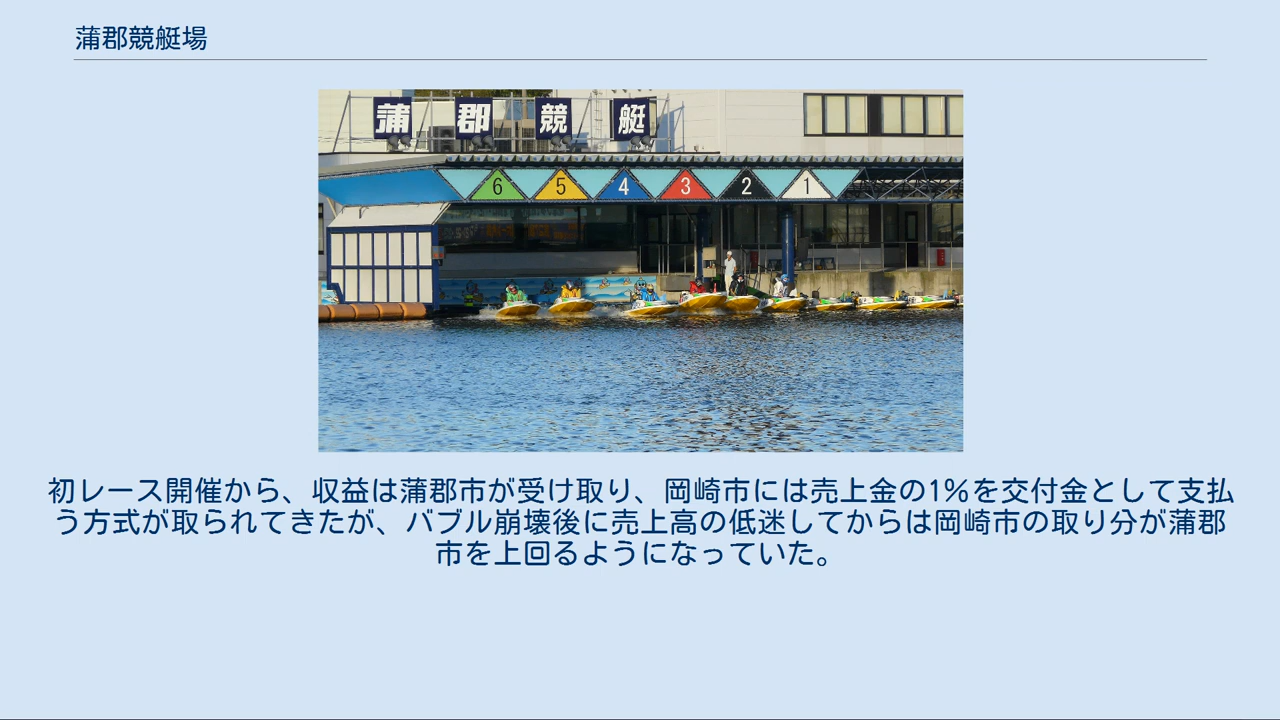 蒲郡競艇場
蒲 郡 競 艇
6 5 4 3 2 1
初レース開催から、収益は蒲郡市が受け取り、岡崎市には売上金の1%を交付金として支払
う方式が取られてきたが、バブル崩壊後に売上高の低迷してからは岡崎市の取り分が蒲郡
市を上回るようになっていた。